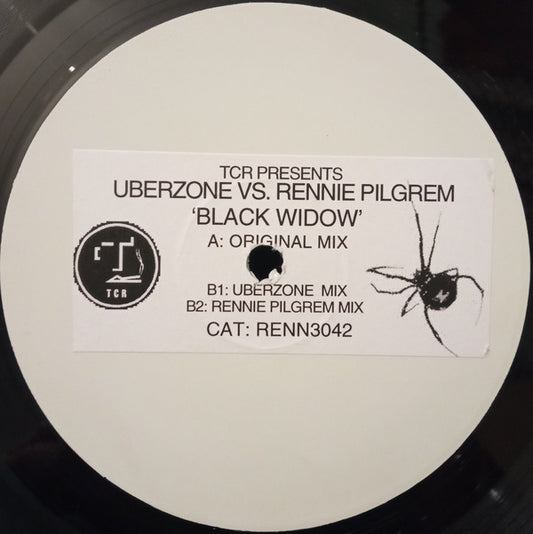 TCR PRESENTS
UBERZONE VS. RENNIE PILGREM
'BLACK WIDOW'
A: ORIGINAL MIX
B1: UBERZONE MIX
B2: RENNIE PILGREM MIX
CAT: RENN3042
TCR